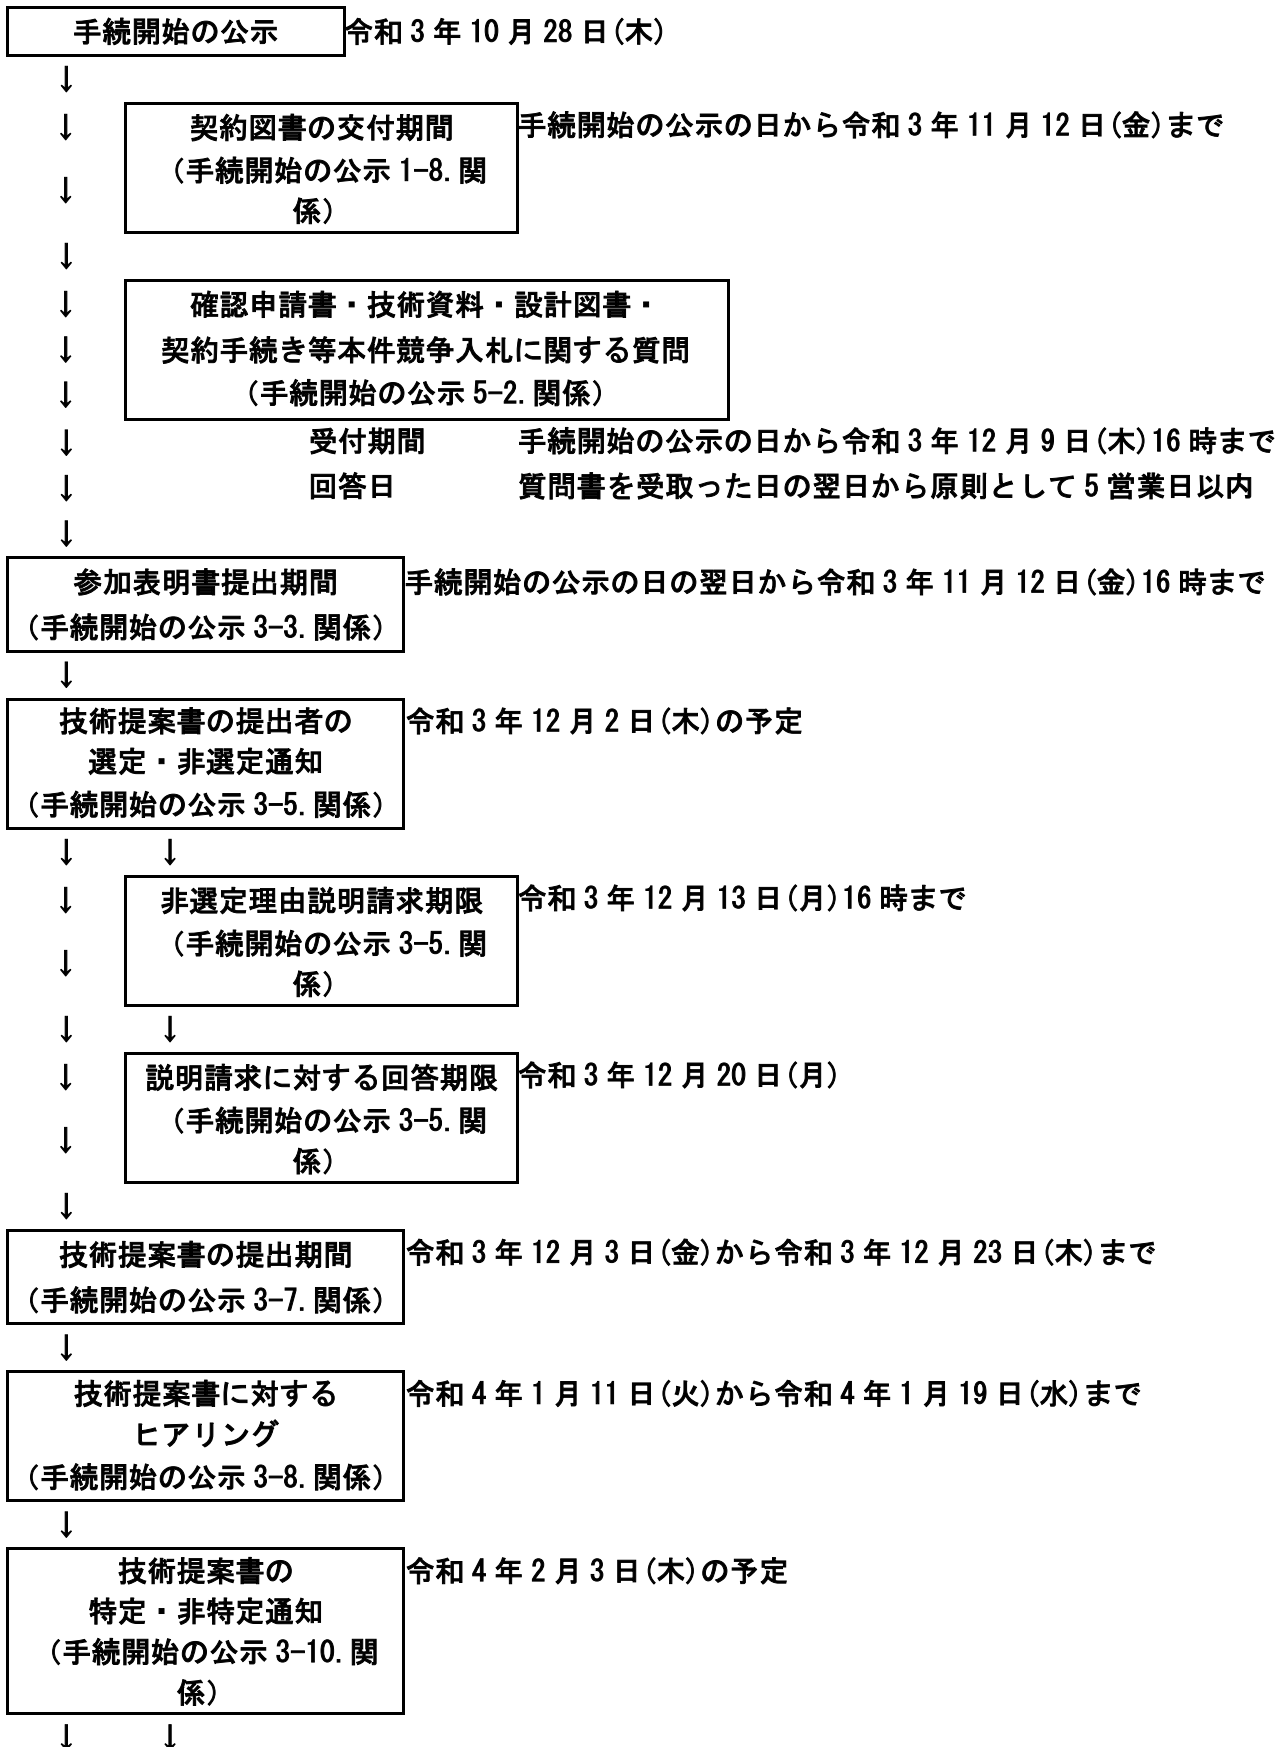 手続開始の公示 令和3年10月28日(木)
↓
↓ 契約図書の交付期間 手続開始の公示の日から令和3年11月12日(金)まで
(手続開始の公示1-8.関
↓
係)
↓
↓ 確認申請書・技術資料・設計図書・
↓ 契約手続き等本件競争入札に関する質問
↓ (手続開始の公示5-2.関係)
↓ 受付期間 手続開始の公示の日から令和3年12月9日(木)16時まで
↓ 回答日 質問書を受取った日の翌日から原則として5営業日以内
↓
参加表明書提出期間 手続開始の公示の日の翌日から令和3年11月12日(金)16時まで
(手続開始の公示3-3.関係)
↓
技術提案書の提出者の 令和3年12月2日(木)の予定
選定・非選定通知
(手続開始の公示3-5.関係)
↓ ↓
↓ 非選定理由説明請求期限 令和3年12月13日(月)16時まで
(手続開始の公示3-5.関
↓
係)
↓ ↓
↓ 説明請求に対する回答期限 令和3年12月20日(月)
(手続開始の公示3-5.関
↓
係)
↓
技術提案書の提出期間 令和3年12月3日(金)から令和3年12月23日(木)まで
(手続開始の公示3-7.関係)
↓
技術提案書に対する 令和4年1月11日(火)から令和4年1月19日(水)まで
ヒアリング
(手続開始の公示3-8.関係)
↓
技術提案書の 令和4年2月3日(木)の予定
特定・非特定通知
(手続開始の公示3-10.関
係)
↓ ↓